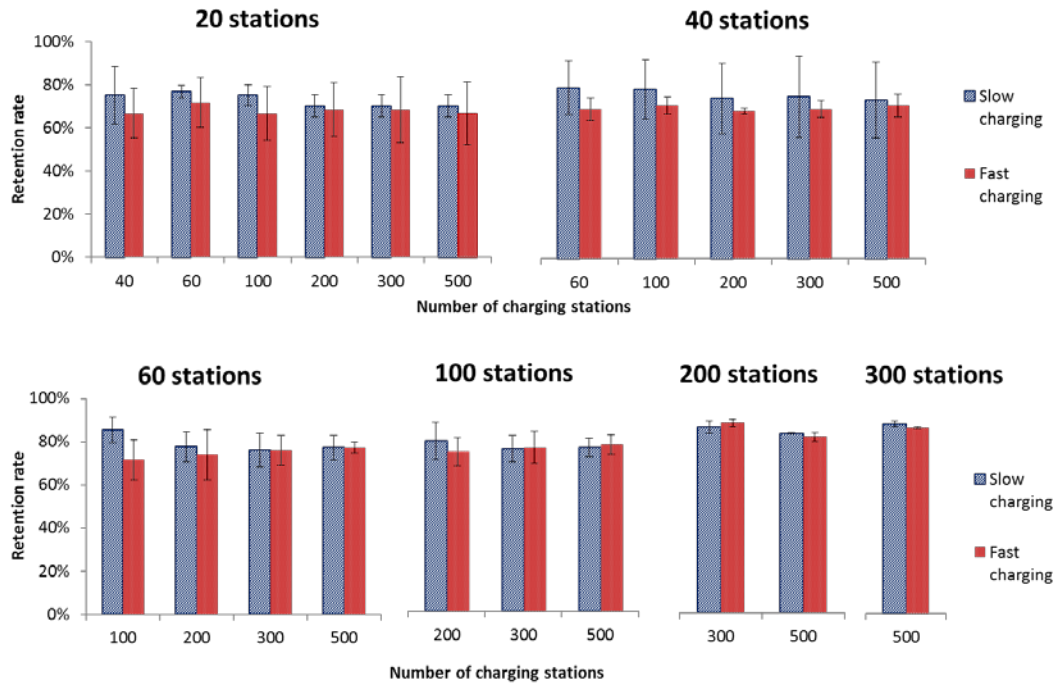 20 stations
40 stations
100%
80%
60%
40%
20%
0%
Retention rate
40 60 100 200 300 500
60 100 200 300 500
Number of charging stations
Slow
charging
Fast
charging
60 stations
100 stations
200 stations
300 stations
100%
80%
60%
40%
20%
0%
Retention rate
100 200 300 500
200 300 500
300 500
500
Number of charging stations
Slow
charging
Fast
charging